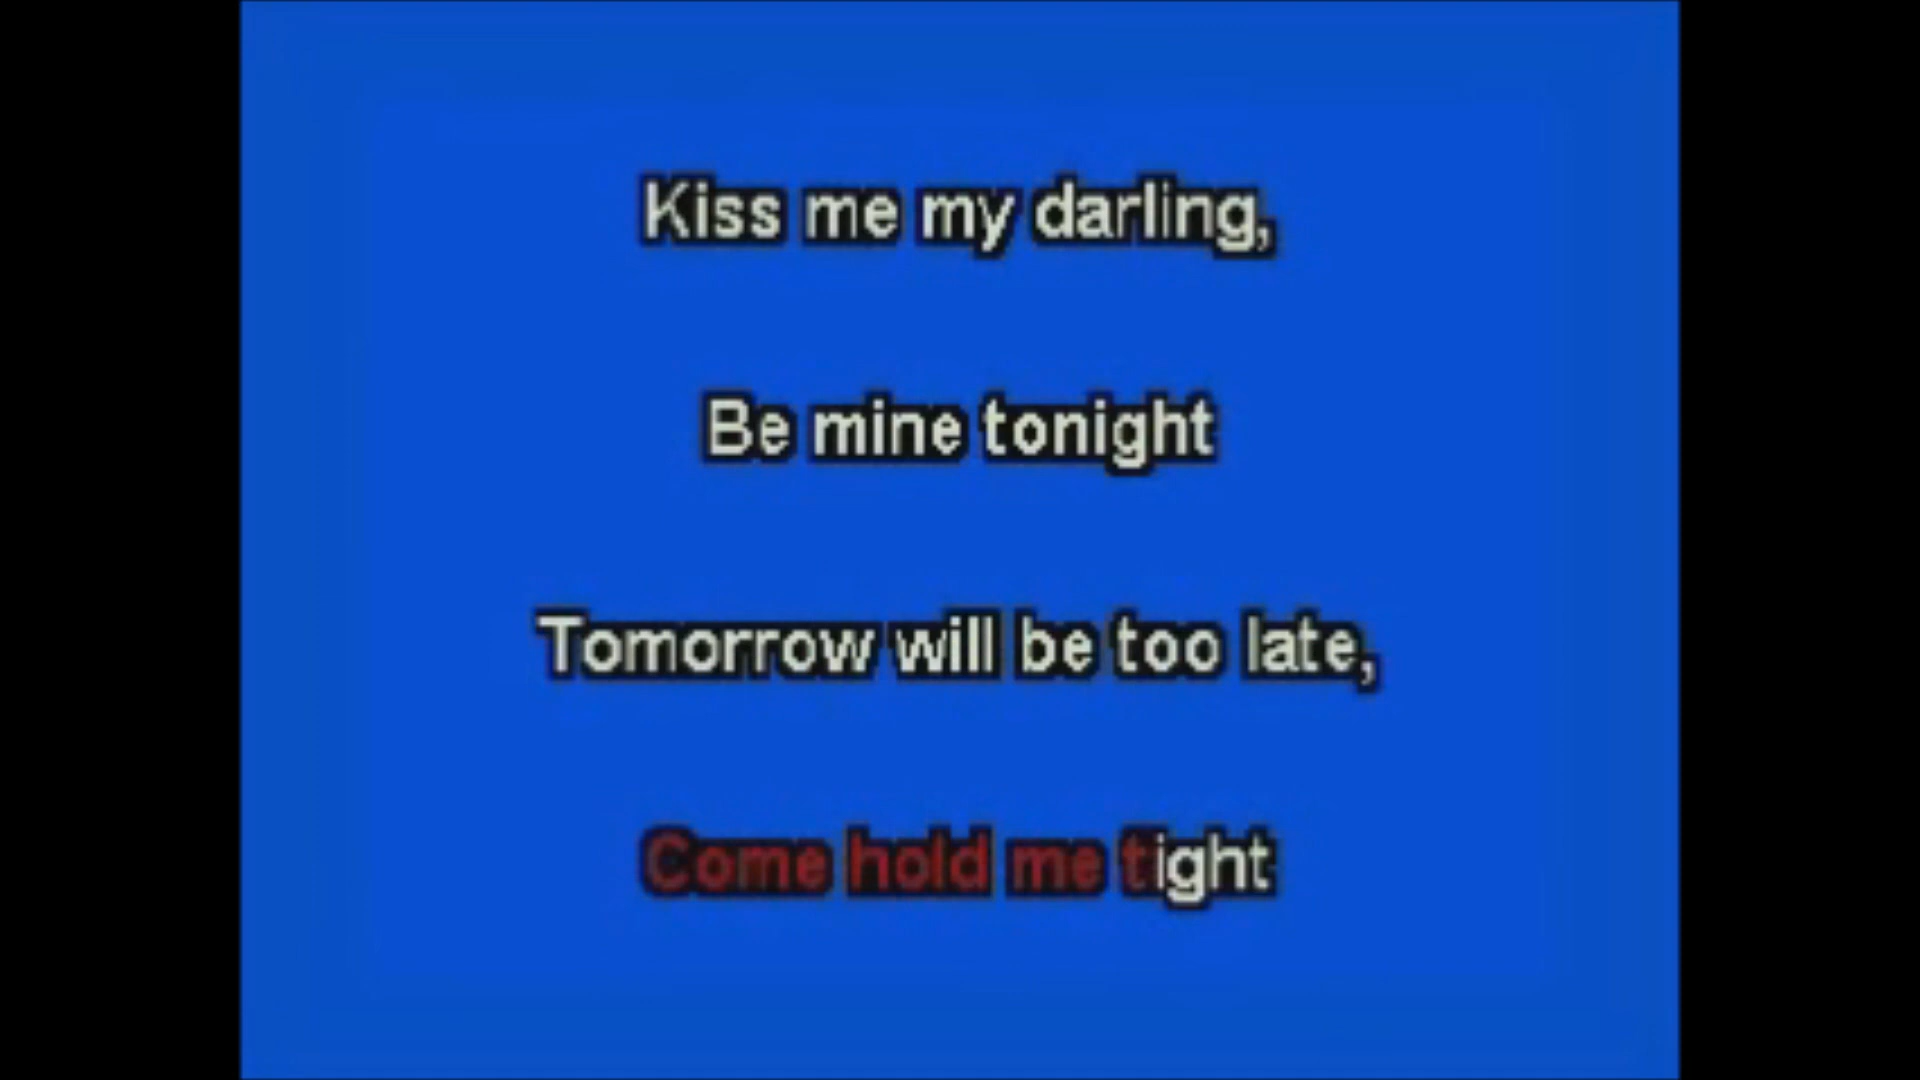 Kiss me my darling,
Be mine tonight
Tomorrow will be too late,
Come hold me tight